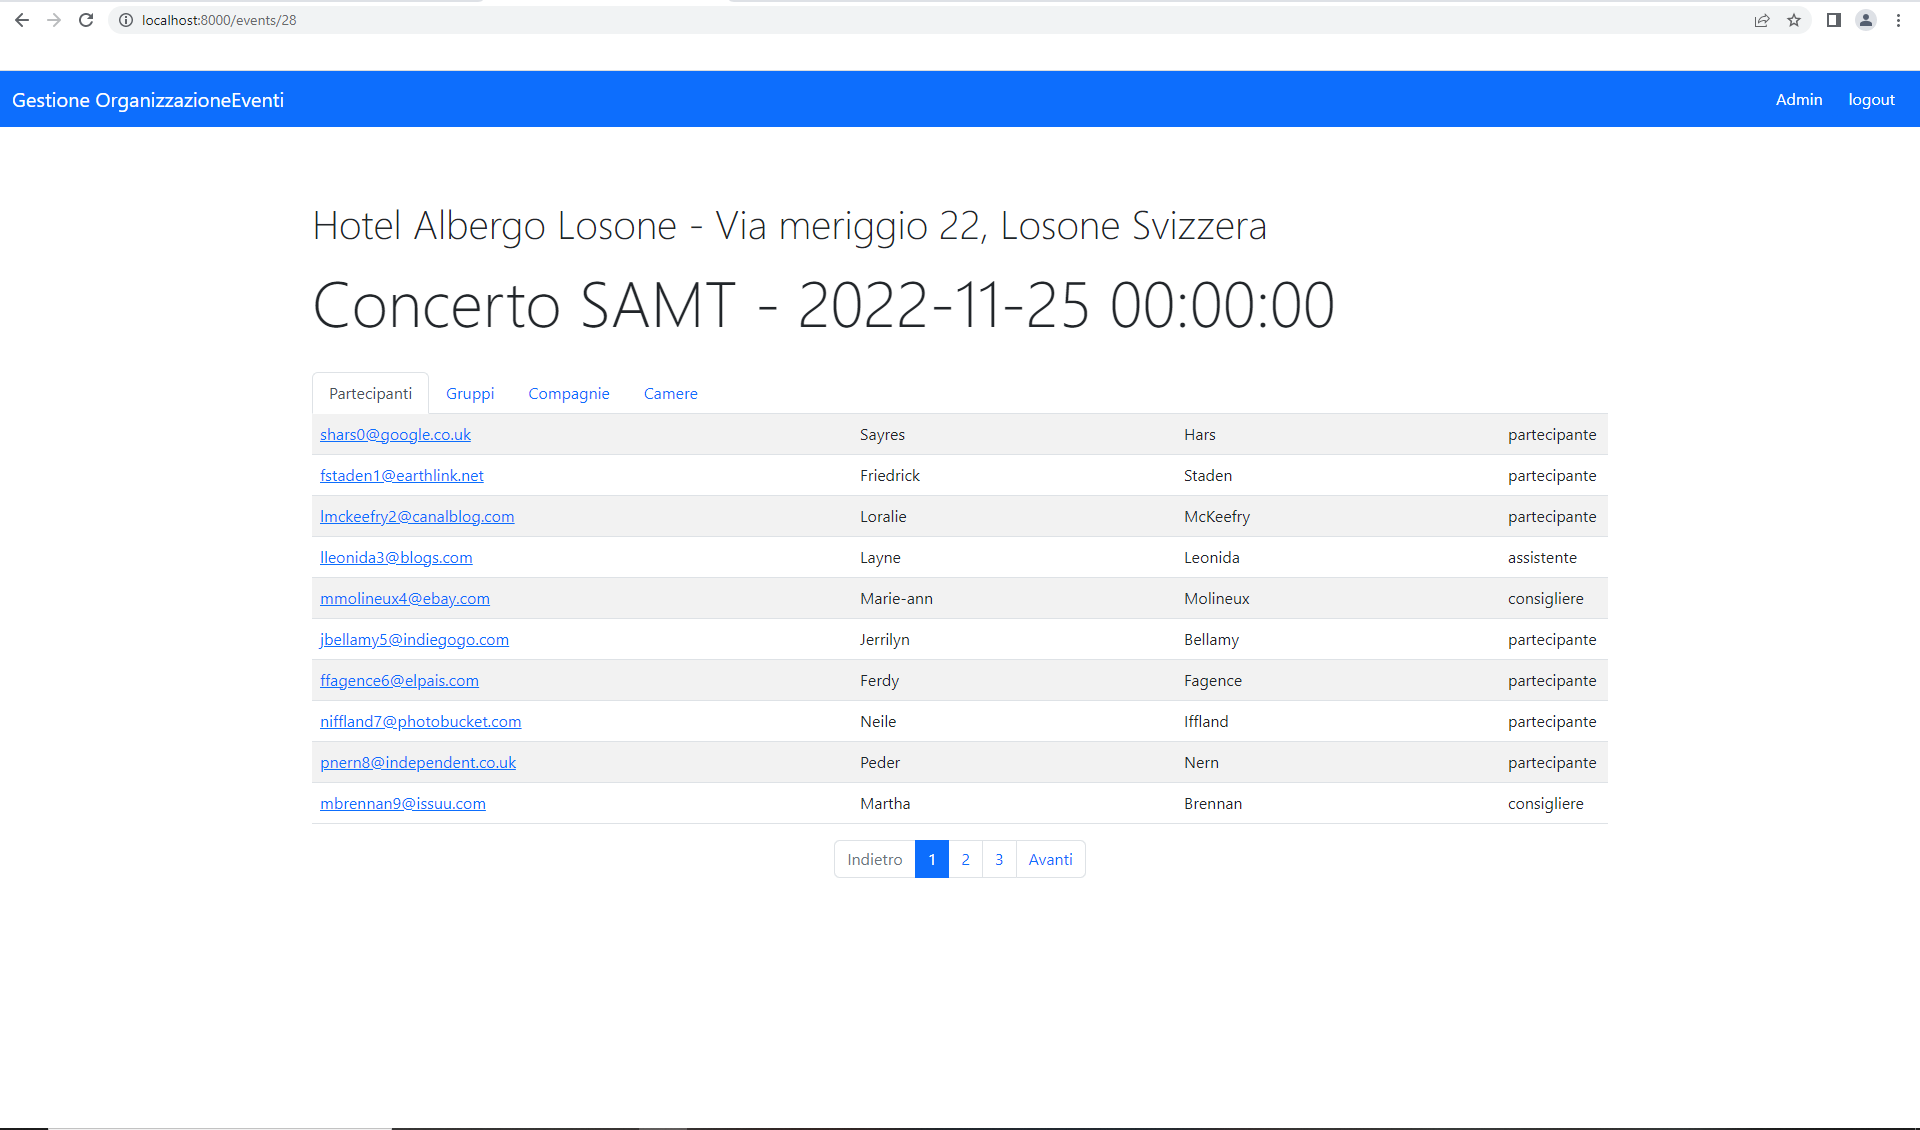 localhost:8000/events/28
Gestione OrganizzazioneEventi Admin logout
Hotel Albergo Losone - Via meriggio 22, Losone Svizzera
Concerto SAMT - 2022-11-25 00:00:00
Partecipanti Gruppi Compagnie Camere
shars0@google.co.uk Sayres Hars partecipante
fstaden1@earthlink.net Friedrick Staden partecipante
lmckeefry2@canalblog.com Loralie McKeefry partecipante
lleonida3@blogs.com Layne Leonida assistente
mmolineux4@ebay.com Marie-ann Molineux consigliere
jbellamy5@indiegogo.com Jerrilyn Bellamy partecipante
ffagence6@elpais.com Ferdy Fagence partecipante
niffland7@photobucket.com Neile Iffland partecipante
pnern8@independent.co.uk Peder Nern partecipante
mbrennan9@issuu.com Martha Brennan consigliere
Indietro 1 2 3 Avanti